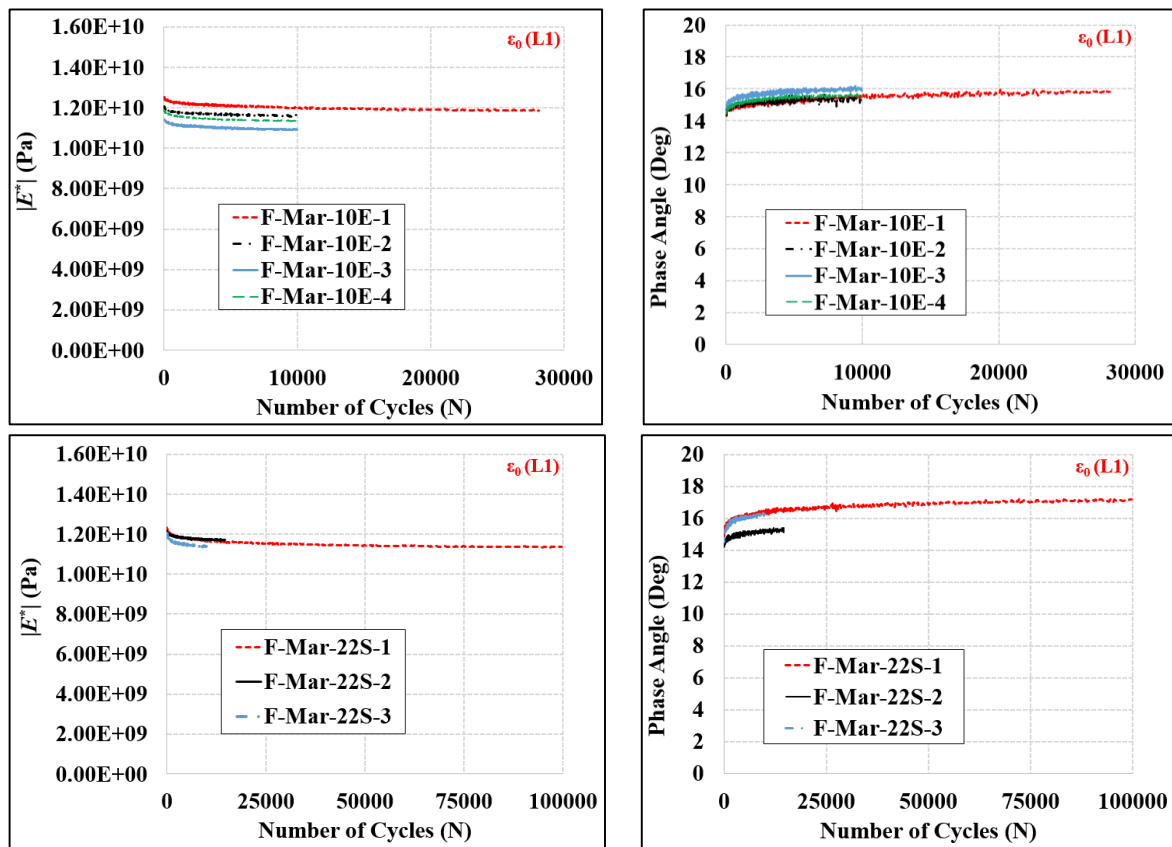 1.60E+10
1.40E+10
1.20E+10
1.00E+10
8.00E+09
6.00E+09
4.00E+09
2.00E+09
0.00E+00
|E*| (Pa)
ε0 (L1)
F-Mar-10E-1
F-Mar-10E-2
F-Mar-10E-3
F-Mar-10E-4
0 10000 20000 30000
Number of Cycles (N)
20
18
16
14
12
10
8
6
4
2
0
Phase Angle (Deg)
ε0 (L1)
F-Mar-10E-1
F-Mar-10E-2
F-Mar-10E-3
F-Mar-10E-4
0 10000 20000 30000
Number of Cycles (N)
1.60E+10
1.40E+10
1.20E+10
1.00E+10
8.00E+09
6.00E+09
4.00E+09
2.00E+09
0.00E+00
|E*| (Pa)
ε0 (L1)
F-Mar-22S-1
F-Mar-22S-2
F-Mar-22S-3
0 25000 50000 75000 100000
Number of Cycles (N)
20
18
16
14
12
10
8
6
4
2
0
Phase Angle (Deg)
ε0 (L1)
F-Mar-22S-1
F-Mar-22S-2
F-Mar-22S-3
0 25000 50000 75000 100000
Number of Cycles (N)